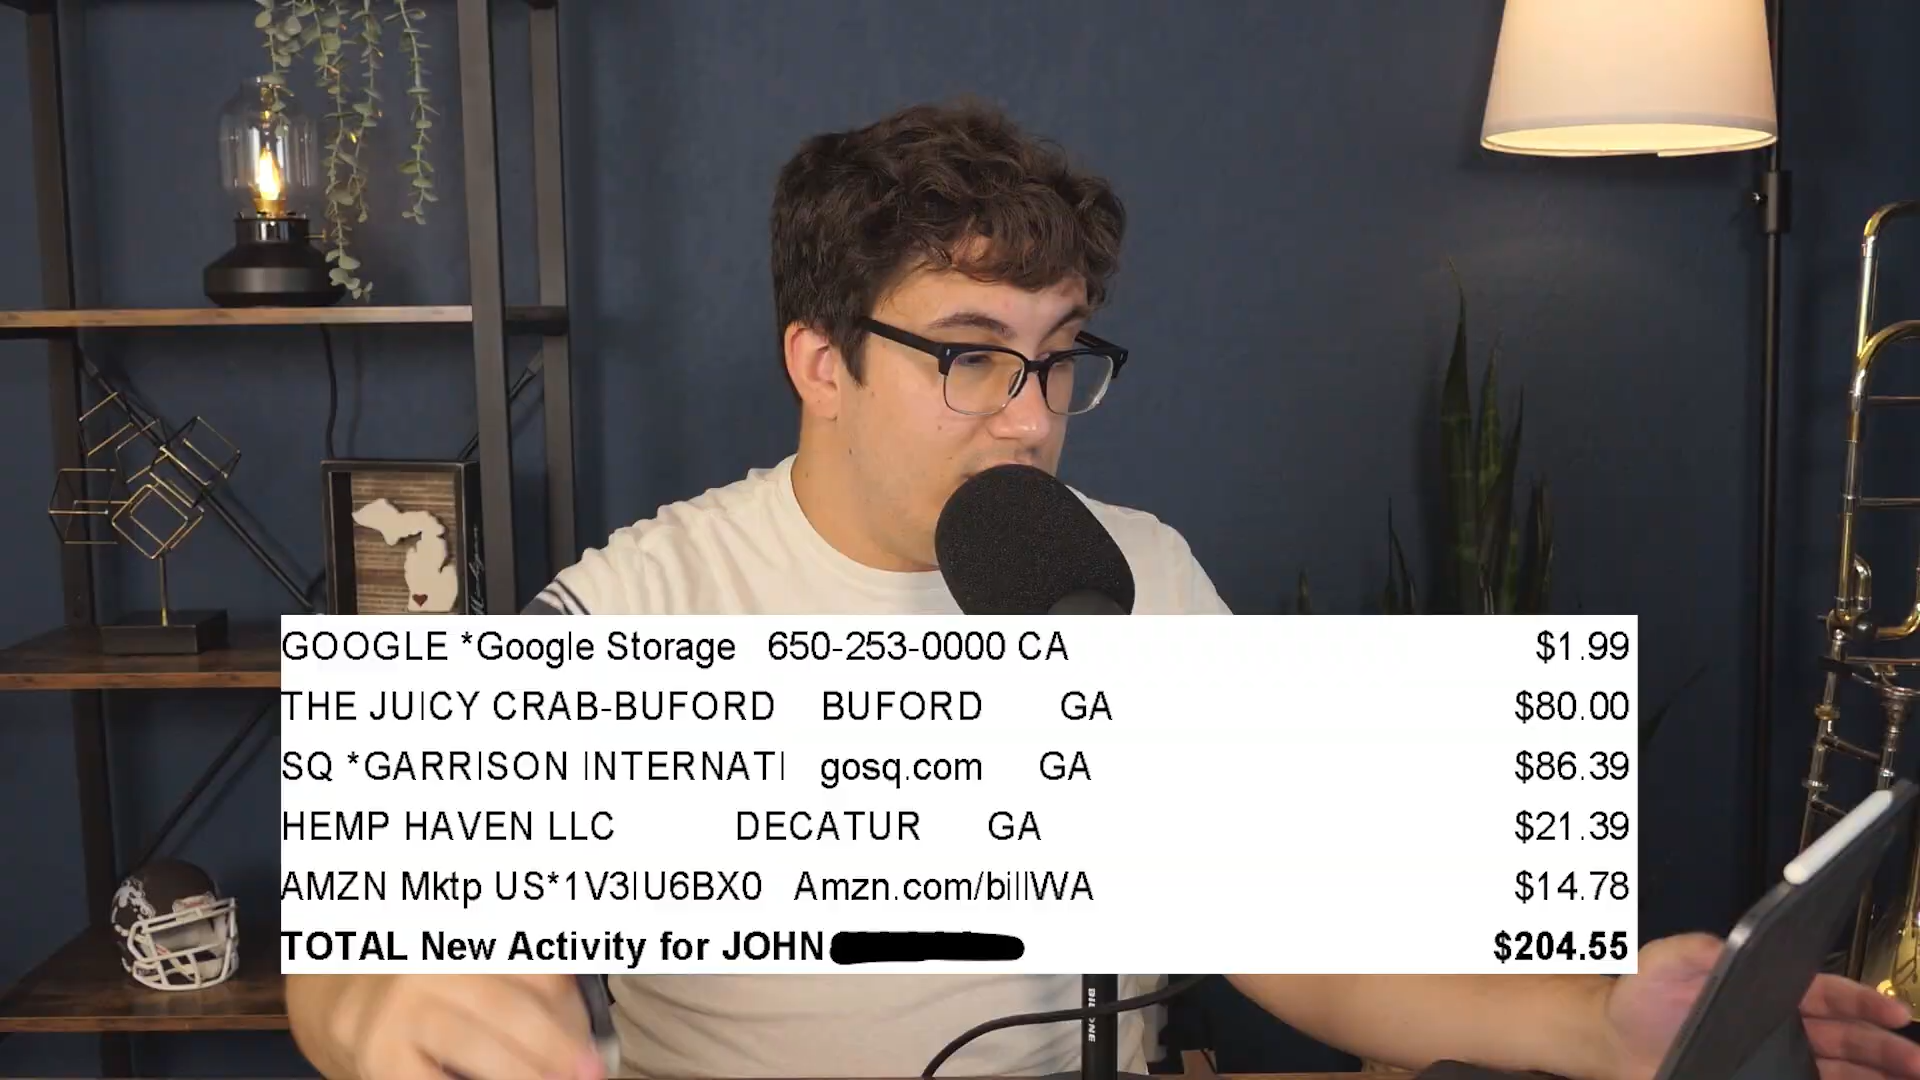 GOOGLE *Google Storage 650-253-0000 CA $1.99
THE JUICY CRAB-BUFORD BUFORD GA $80.00
SQ *GARRISON INTERNATI gosq.com GA $86.39
HEMP HAVEN LLC DECATUR GA $21.39
AMZN Mktp US*1V3IU6BX0 Amzn.com/billWA $14.78
TOTAL New Activity for JOHN $204.55